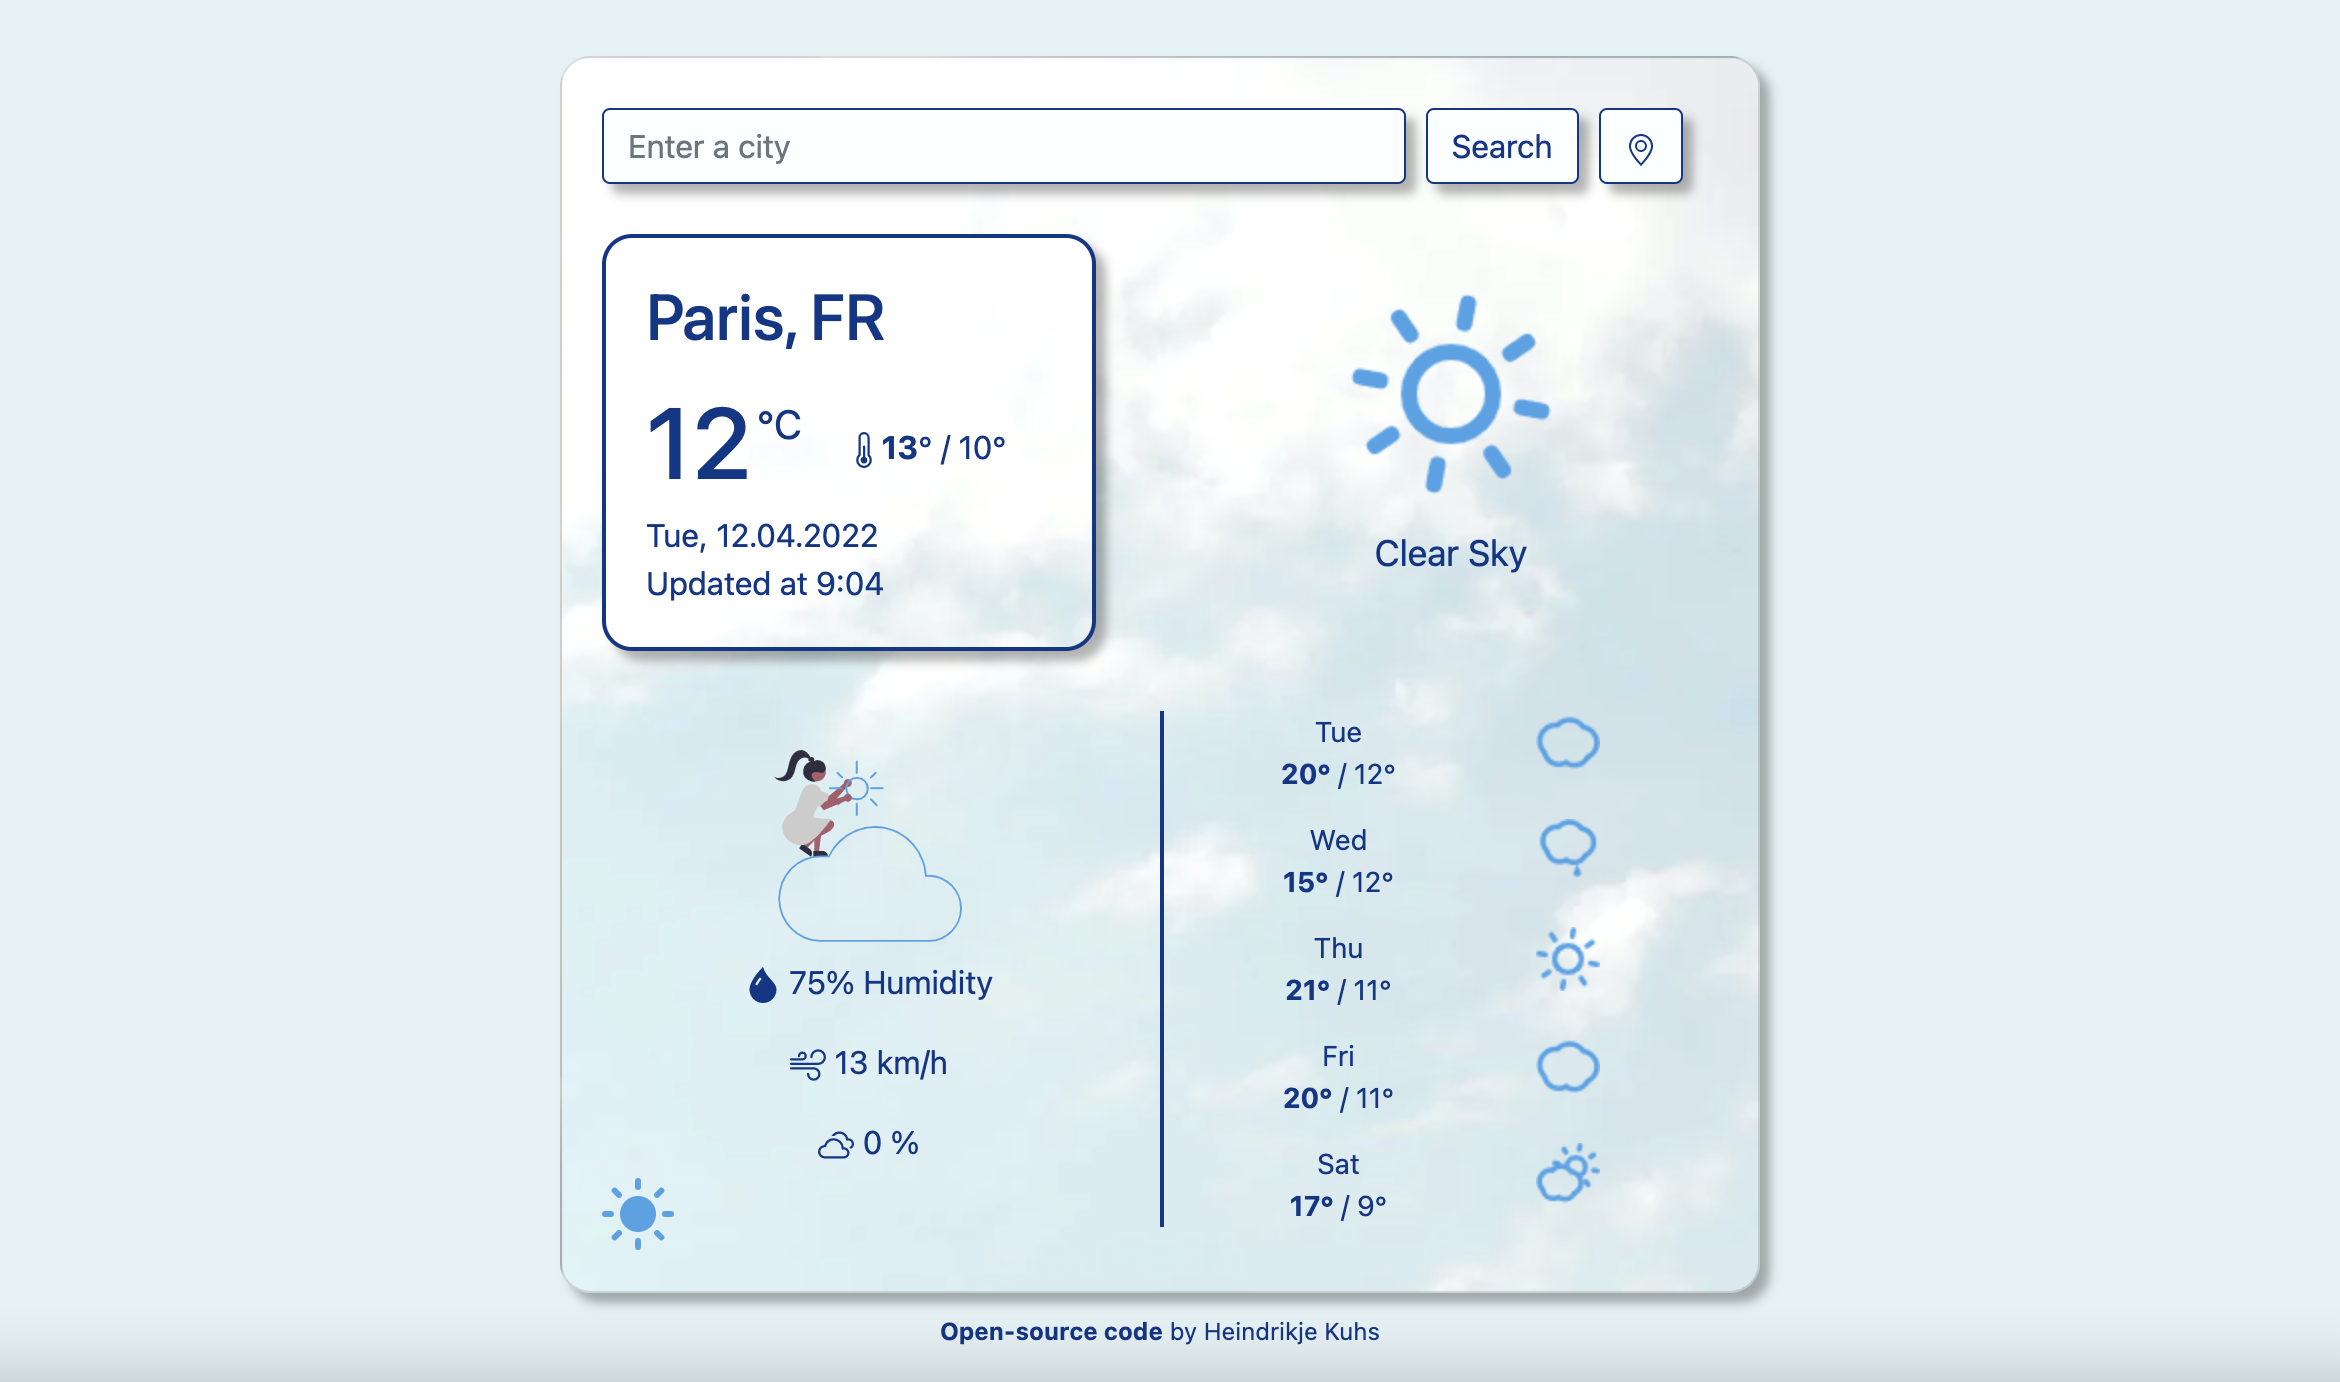 Enter a city
Search
Paris, FR
12 °C
13° / 10°
Tue, 12.04.2022
Updated at 9:04
Clear Sky
75% Humidity
13 km/h
0 %
Tue
20° / 12°
Wed
15° / 12°
Thu
21° / 11°
Fri
20° / 11°
Sat
17° / 9°
Open-source code by Heindrikje Kuhs